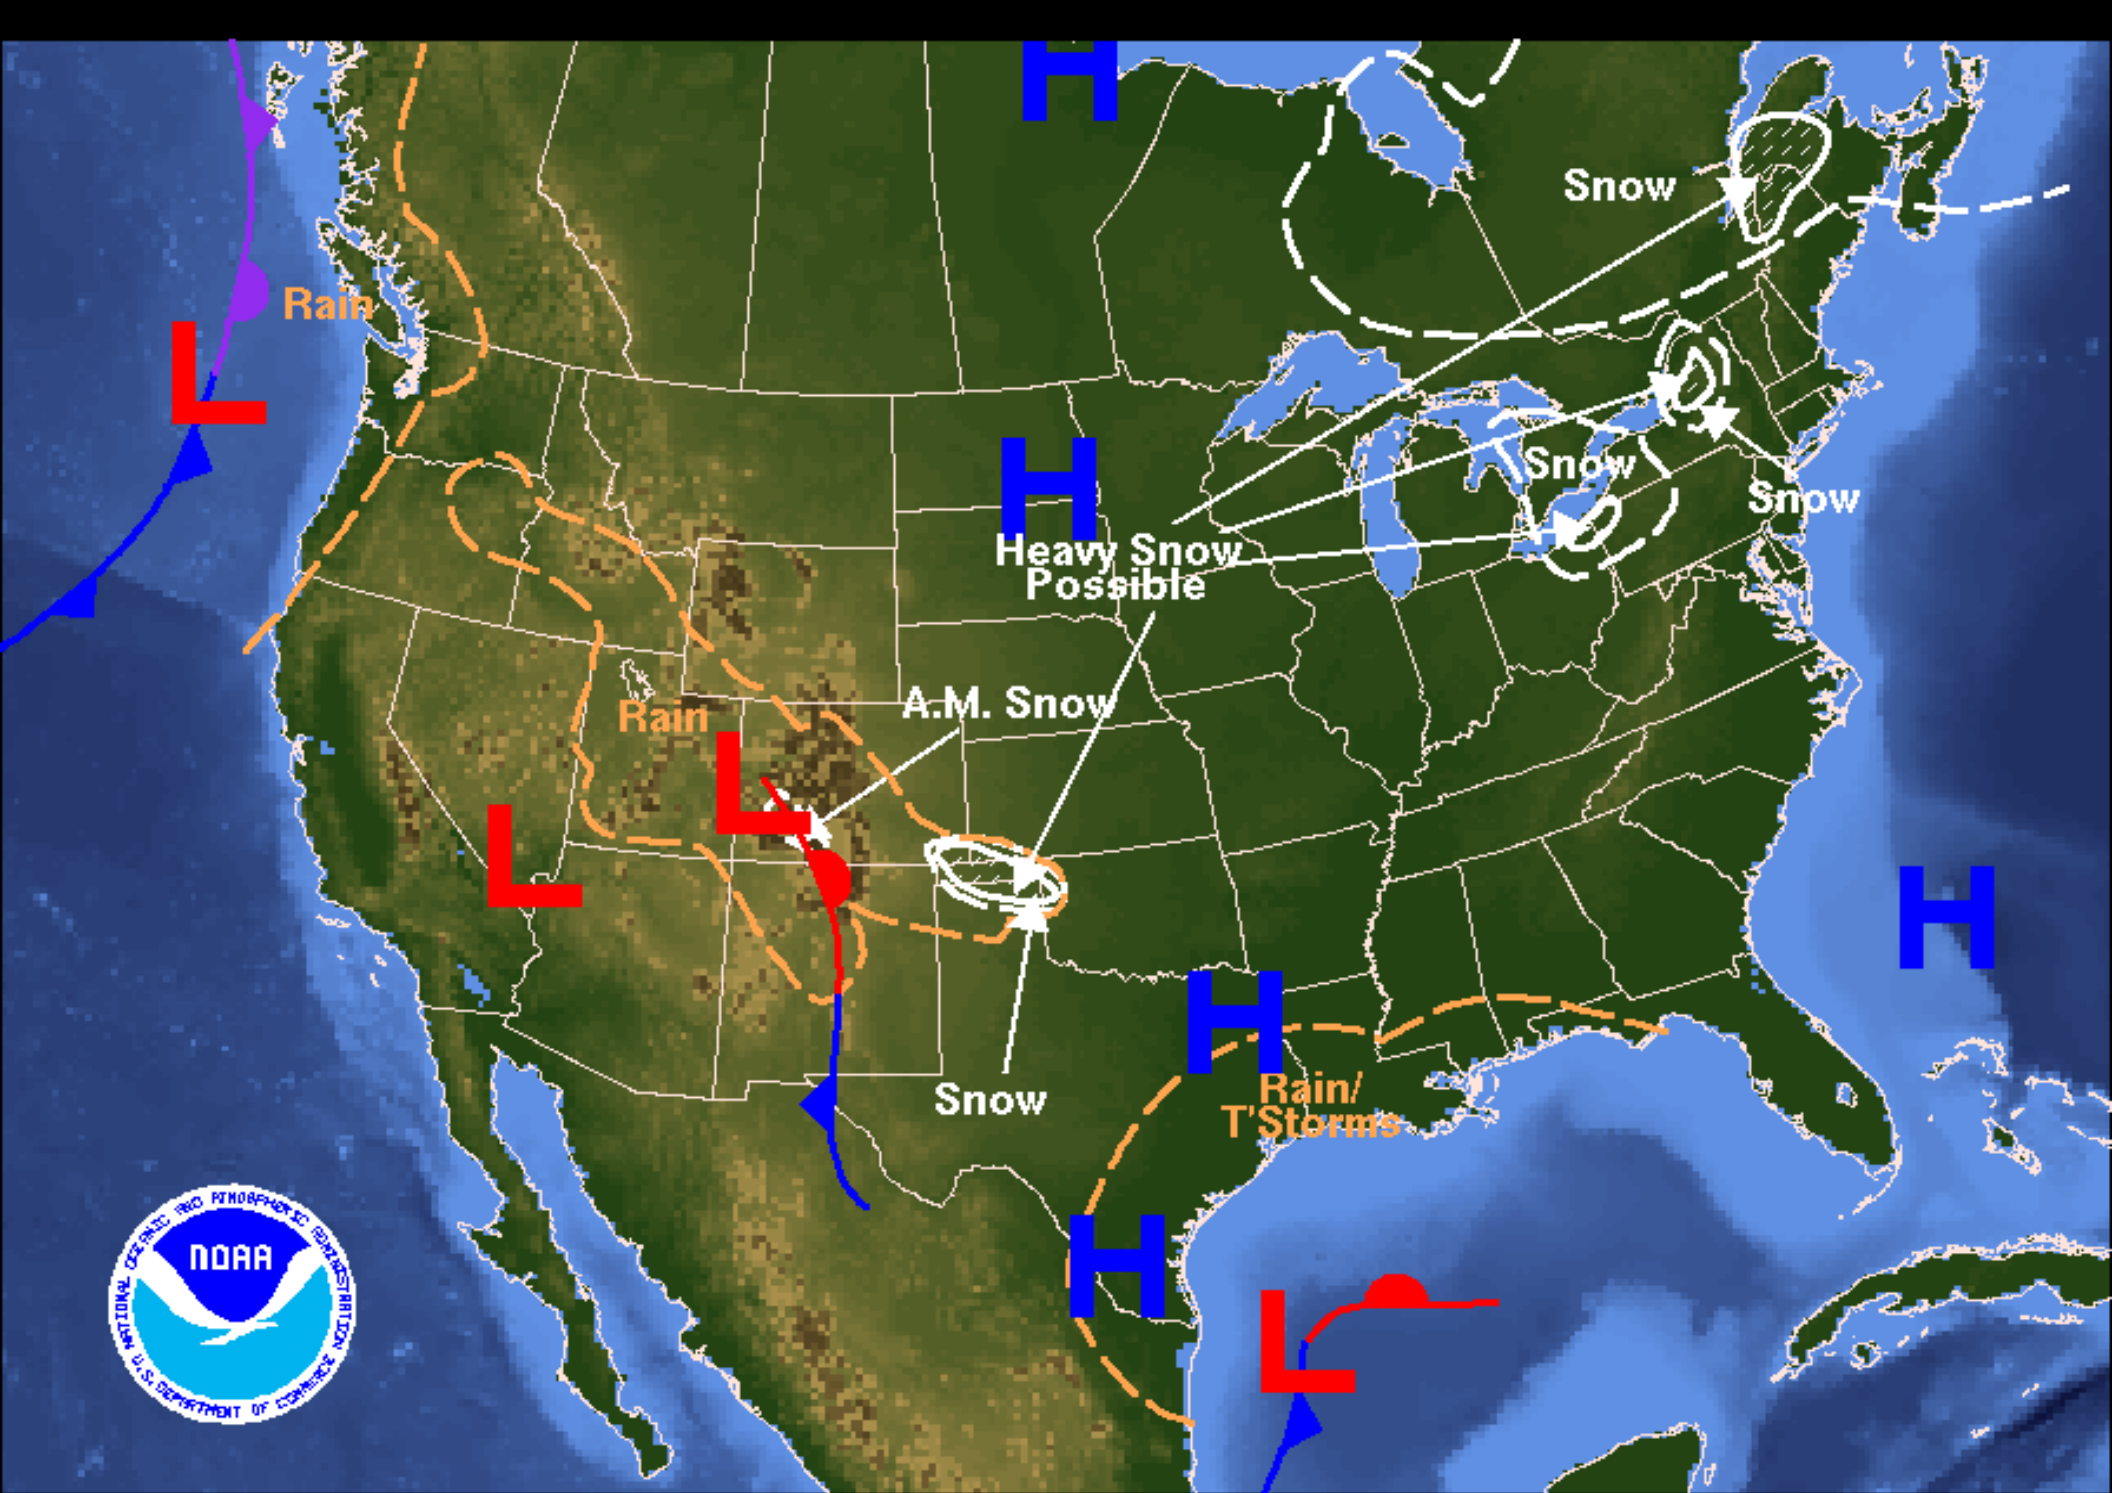 H
Snow
Rain
L
H
Snow
Snow
Heavy Snow
Possible
A.M. Snow
Rain
L
L
H
H
Rain/
T'Storms
Snow
H
L
NATIONAL OCEANIC AND ATMOSPHERIC ADMINISTRATION
NOAA
U.S. DEPARTMENT OF COMMERCE